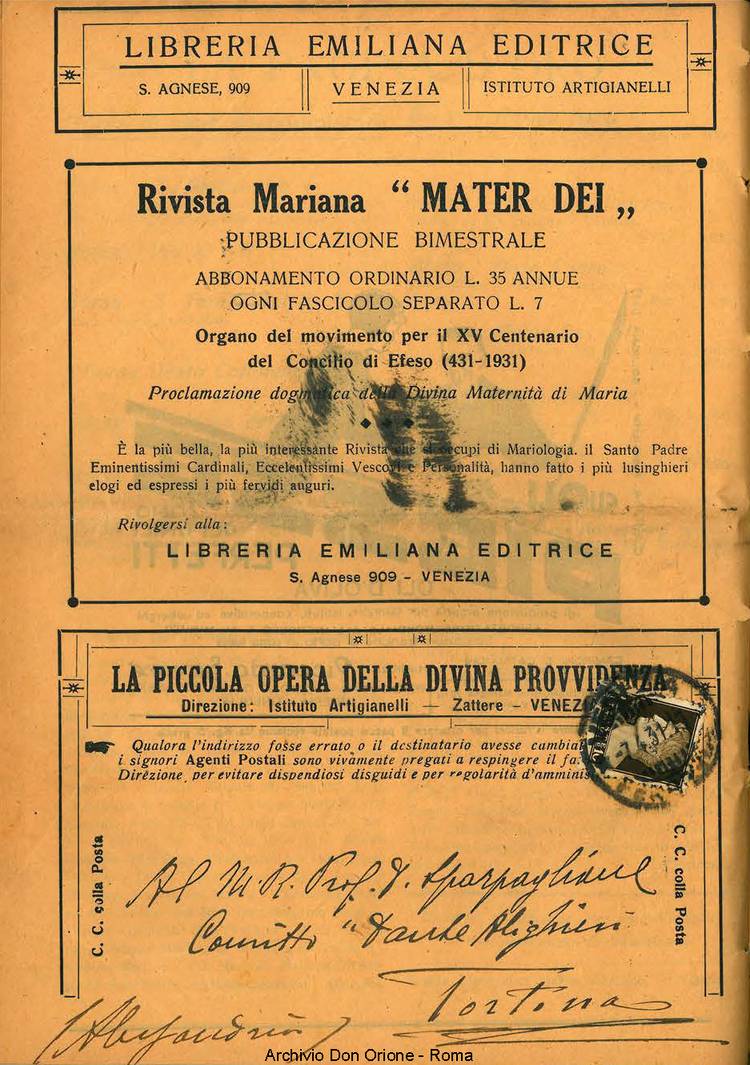 LIBRERIA EMILIANA EDITRICE
S. AGNESE, 909 VENEZIA ISTITUTO ARTIGIANELLI
Rivista Mariana “ MATER DEI „
PUBBLICAZIONE BIMESTRALE
ABBONAMENTO ORDINARIO L. 35 ANNUE
OGNI FASCICOLO SEPARATO L. 7
Organo del movimento per il XV Centenario
del Concilio di Efeso (431-1931)
Proclamazione dogmatica della Divina Maternità di Maria
È la più bella, la più interessante Rivista che si occupi di Mariologia. il Santo Padre
Eminentissimi Cardinali, Eccelentissimi Vescovi e Personalità, hanno fatto i più lusinghieri
elogi ed espressi i più fervidi auguri.
Rivolgersi alla:
LIBRERIA EMILIANA EDITRICE
S. Agnese 909 - VENEZIA
LA PICCOLA OPERA DELLA DIVINA PROVVIDENZA
Direzione: Istituto Artigianelli — Zattere - VENEZ
Qualora l'indirizzo fosse errato o il destinatario avesse cambia
i signori Agenti Postali sono vivamente pregati a respingere il fa
Direzione per evitare dispendiosi disguidi e per regolarità d'amminis
C. C. colla Posta
C. C. colla Posta
Al M. R. Prof. D. Sparpaglione
Convitto "Dante Alighieri
Tortona
(Alessandria)
Archivio Don Orione - Roma